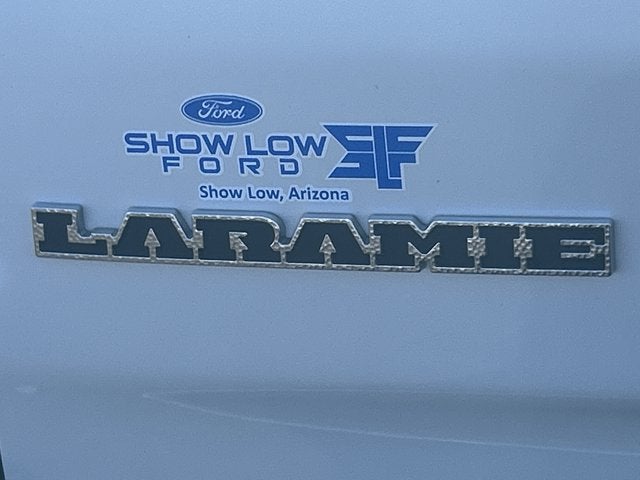 Ford
SHOW LOW
FORD
SLF
Show Low, Arizona
LARAMIE